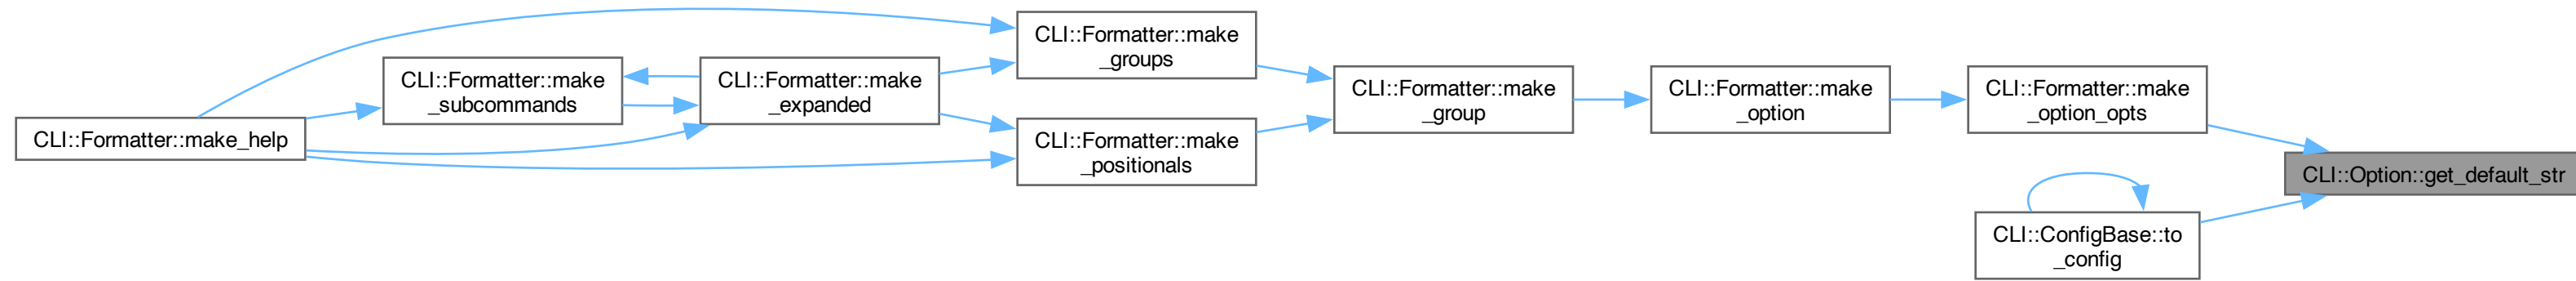 CLI::Formatter::make_help
CLI::Formatter::make
_subcommands
CLI::Formatter::make
_expanded
CLI::Formatter::make
_groups
CLI::Formatter::make
_positionals
CLI::Formatter::make
_group
CLI::Formatter::make
_option
CLI::Formatter::make
_option_opts
CLI::ConfigBase::to
_config
CLI::Option::get_default_str